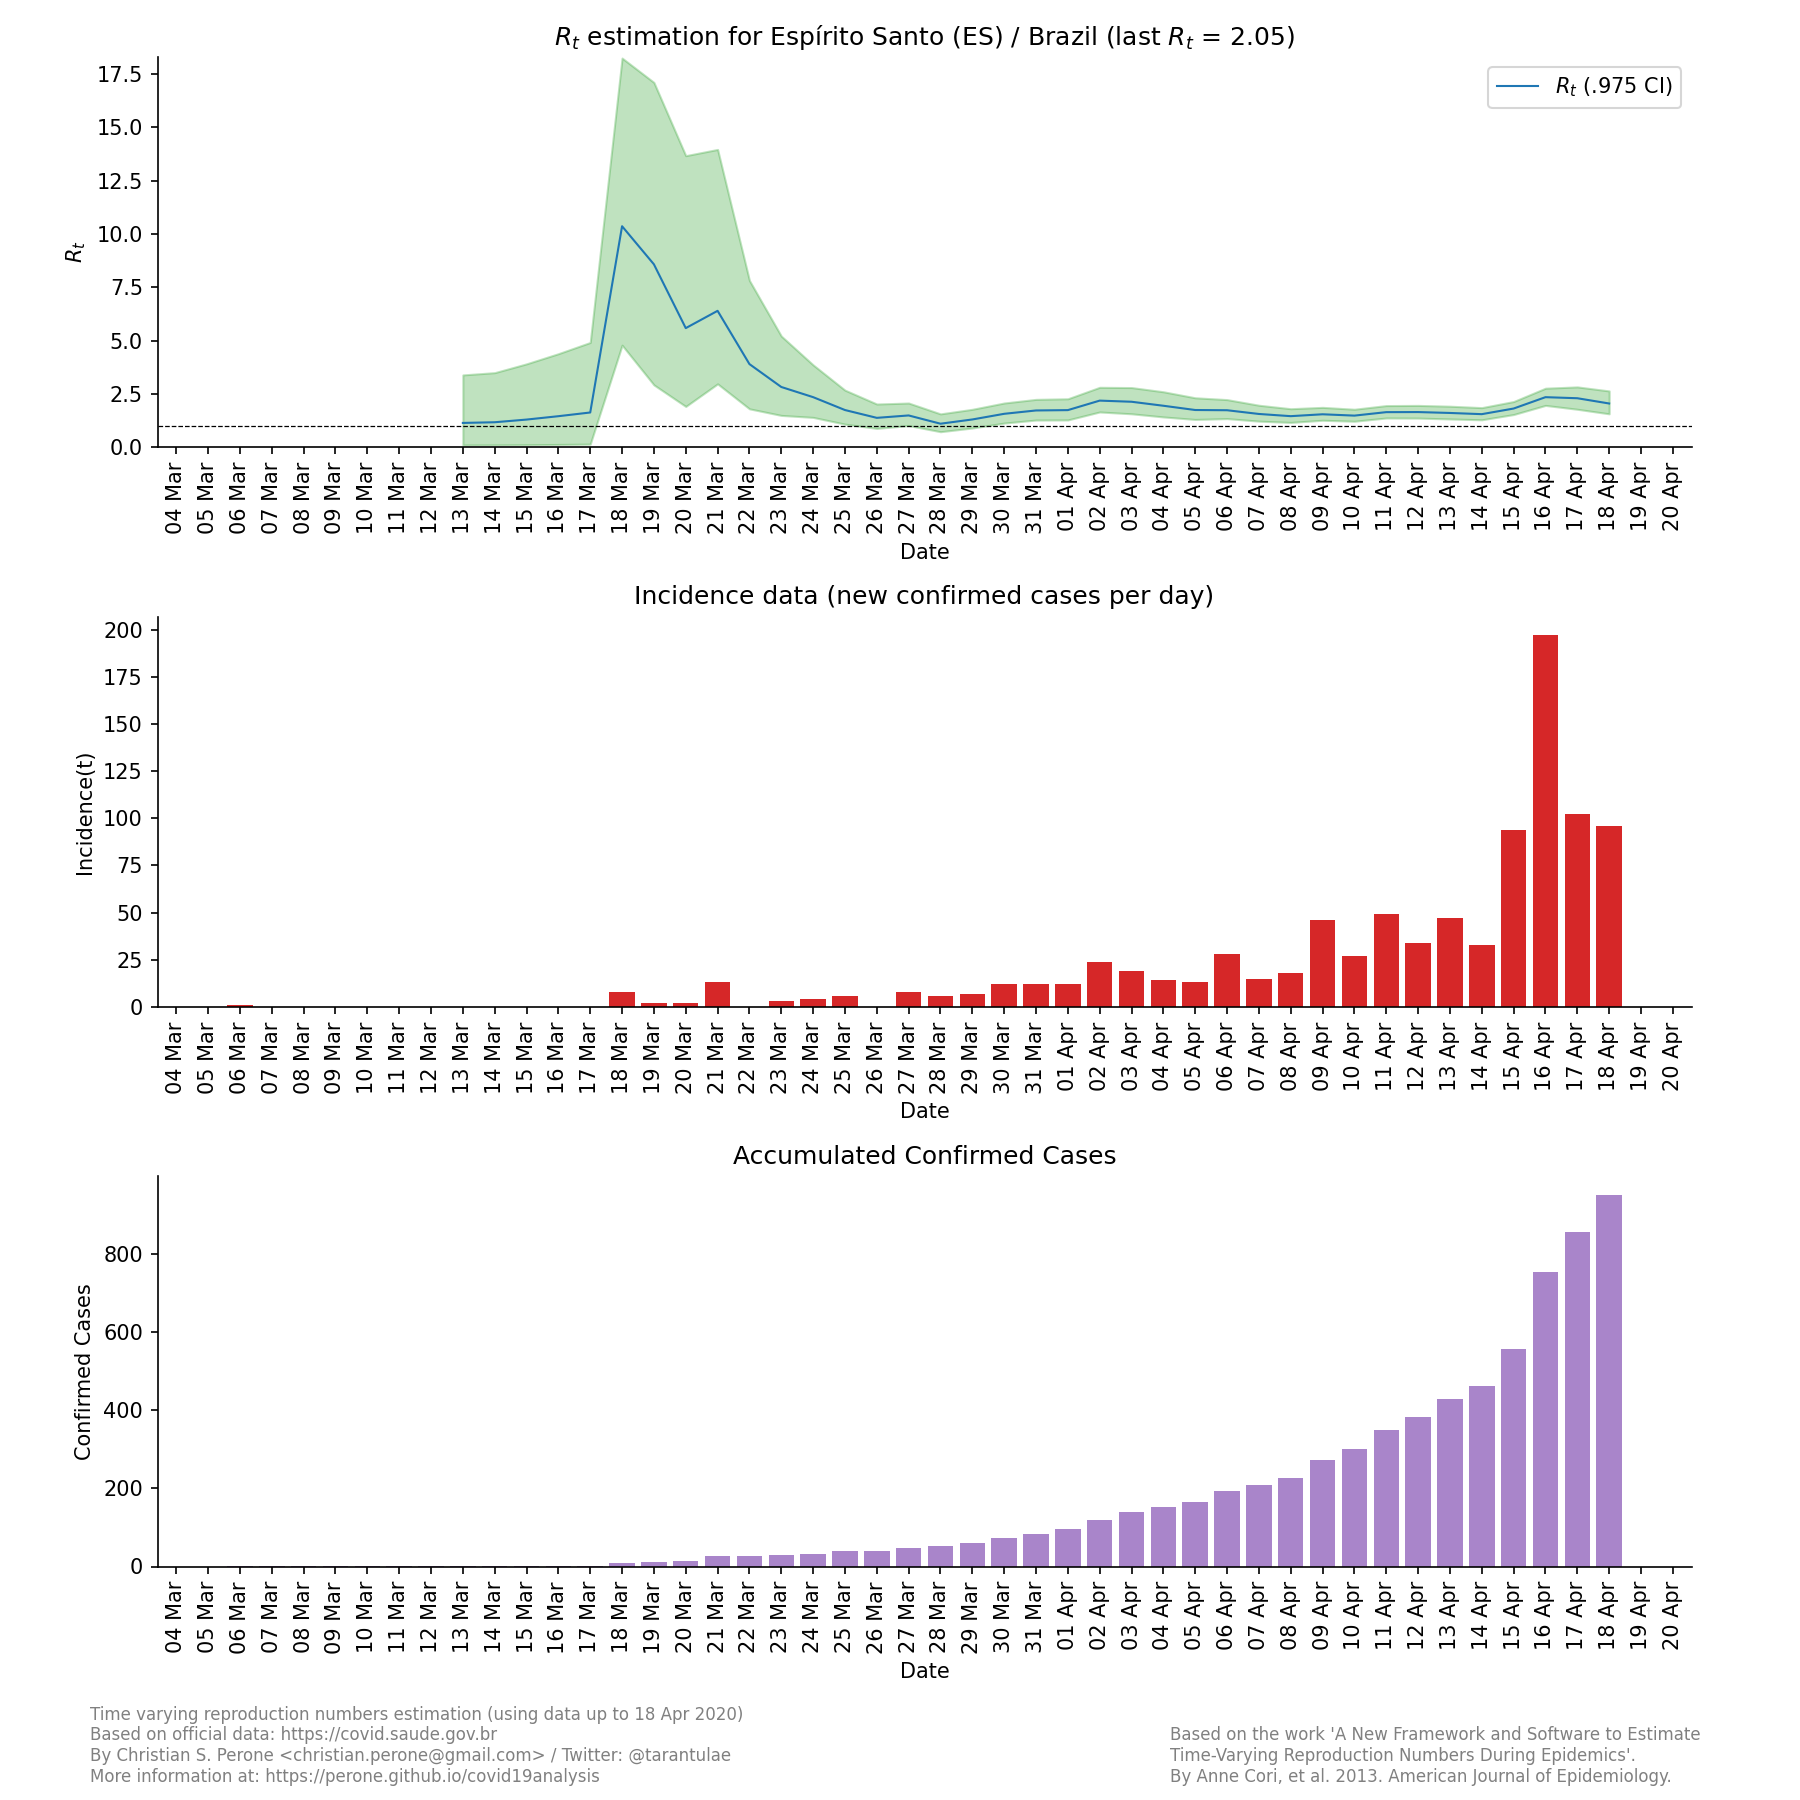 R_t estimation for Espírito Santo (ES) / Brazil (last R_t = 2.05)
17.5
15.0
12.5
10.0
7.5
5.0
2.5
0.0
R_t
R_t (.975 CI)
04 Mar 05 Mar 06 Mar 07 Mar 08 Mar 09 Mar 10 Mar 11 Mar 12 Mar 13 Mar 14 Mar 15 Mar 16 Mar 17 Mar 18 Mar 19 Mar 20 Mar 21 Mar 22 Mar 23 Mar 24 Mar 25 Mar 26 Mar 27 Mar 28 Mar 29 Mar 30 Mar 31 Mar 01 Apr 02 Apr 03 Apr 04 Apr 05 Apr 06 Apr 07 Apr 08 Apr 09 Apr 10 Apr 11 Apr 12 Apr 13 Apr 14 Apr 15 Apr 16 Apr 17 Apr 18 Apr 19 Apr 20 Apr
Date
Incidence data (new confirmed cases per day)
200
175
150
125
100
75
50
25
0
Incidence(t)
04 Mar 05 Mar 06 Mar 07 Mar 08 Mar 09 Mar 10 Mar 11 Mar 12 Mar 13 Mar 14 Mar 15 Mar 16 Mar 17 Mar 18 Mar 19 Mar 20 Mar 21 Mar 22 Mar 23 Mar 24 Mar 25 Mar 26 Mar 27 Mar 28 Mar 29 Mar 30 Mar 31 Mar 01 Apr 02 Apr 03 Apr 04 Apr 05 Apr 06 Apr 07 Apr 08 Apr 09 Apr 10 Apr 11 Apr 12 Apr 13 Apr 14 Apr 15 Apr 16 Apr 17 Apr 18 Apr 19 Apr 20 Apr
Date
Accumulated Confirmed Cases
800
600
400
200
0
Confirmed Cases
04 Mar 05 Mar 06 Mar 07 Mar 08 Mar 09 Mar 10 Mar 11 Mar 12 Mar 13 Mar 14 Mar 15 Mar 16 Mar 17 Mar 18 Mar 19 Mar 20 Mar 21 Mar 22 Mar 23 Mar 24 Mar 25 Mar 26 Mar 27 Mar 28 Mar 29 Mar 30 Mar 31 Mar 01 Apr 02 Apr 03 Apr 04 Apr 05 Apr 06 Apr 07 Apr 08 Apr 09 Apr 10 Apr 11 Apr 12 Apr 13 Apr 14 Apr 15 Apr 16 Apr 17 Apr 18 Apr 19 Apr 20 Apr
Date
Time varying reproduction numbers estimation (using data up to 18 Apr 2020)
Based on official data: https://covid.saude.gov.br
By Christian S. Perone <christian.perone@gmail.com> / Twitter: @tarantulae
More information at: https://perone.github.io/covid19analysis
Based on the work 'A New Framework and Software to Estimate
Time-Varying Reproduction Numbers During Epidemics'.
By Anne Cori, et al. 2013. American Journal of Epidemiology.